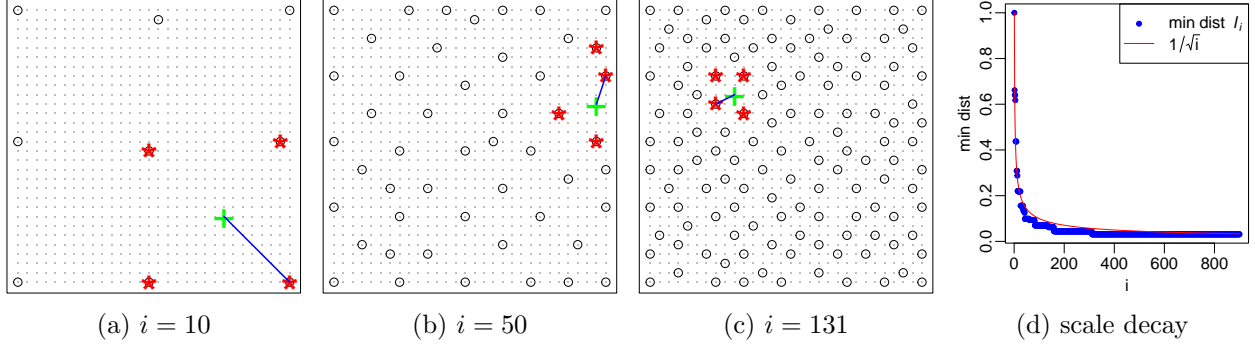 min dist l_i
1/√i
min dist
0.0 0.2 0.4 0.6 0.8 1.0
0 200 400 600 800
i
(a) i = 10
(b) i = 50
(c) i = 131
(d) scale decay